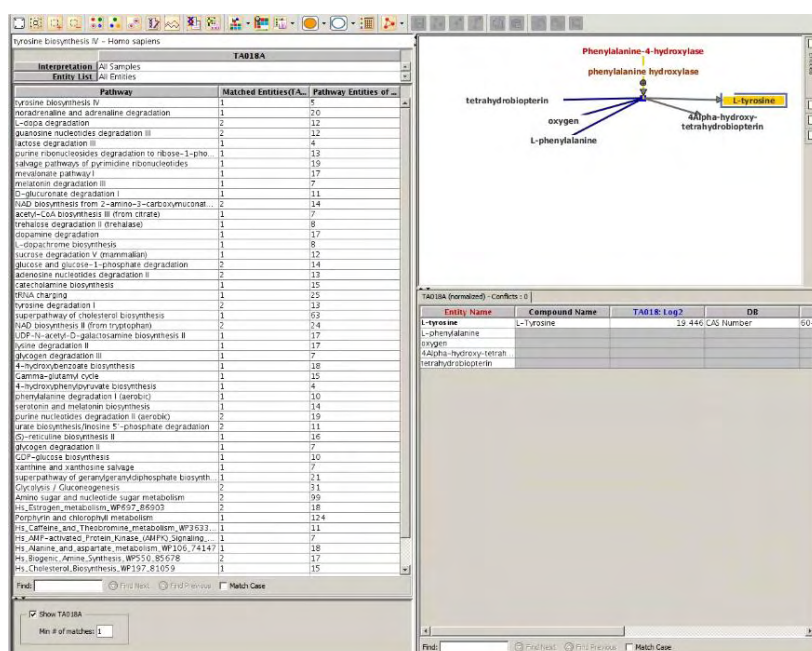 tyrosine biosynthesis IV - Homo sapiens
TA018A
Interpretation All Samples
Entity List All Entities
Pathway Matched Entities(TA... Pathway Entities of ...
tyrosine biosynthesis IV 1 5
noradrenaline and adrenaline degradation 1 20
L-dopa degradation 2 12
guanosine nucleotides degradation III 2 12
lactose degradation III 1 4
purine ribonucleosides degradation to ribose-1-pho... 1 13
salvage pathways of pyrimidine ribonucleotides 1 19
mevalonate pathway I 1 17
melatonin degradation III 1 7
D-glucuronate degradation I 1 11
NAD biosynthesis from 2-amino-3-carboxymuconat... 2 14
acetyl-CoA biosynthesis III (from citrate) 1 7
trehalose degradation II (trehalase) 1 8
dopamine degradation 1 17
L-dopachrome biosynthesis 1 8
sucrose degradation V (mammalian) 1 12
glucose and glucose-1-phosphate degradation 2 14
adenosine nucleotides degradation II 2 13
catecholamine biosynthesis 1 15
tRNA charging 1 25
tyrosine degradation I 2 13
superpathway of cholesterol biosynthesis 1 63
NAD biosynthesis II (from tryptophan) 2 24
UDP-N-acetyl-D-galactosamine biosynthesis II 1 17
lysine degradation II 1 17
glycogen degradation III 1 7
4-hydroxybenzoate biosynthesis 1 18
Gamma-glutamyl cycle 1 15
4-hydroxyphenylpyruvate biosynthesis 1 4
phenylalanine degradation I (aerobic) 1 10
serotonin and melatonin biosynthesis 1 14
purine nucleotides degradation II (aerobic) 2 19
urate biosynthesis/inosine 5'-phosphate degradation 2 11
(S)-reticuline biosynthesis II 1 16
glycogen degradation II 1 7
GDP-glucose biosynthesis 1 10
xanthine and xanthosine salvage 1 7
superpathway of geranylgeranyldiphosphate biosynth... 1 21
Glycolysis / Gluconeogenesis 2 31
Amino sugar and nucleotide sugar metabolism 2 99
Hs_Estrogen_metabolism_WP697_86903 2 18
Porphyrin and chlorophyll metabolism 1 124
Hs_Caffeine_and_Theobromine_metabolism_WP3633... 1 11
Hs_AMP-activated_Protein_Kinase_(AMPK)_Signaling_... 1 7
Hs_Alanine_and_aspartate_metabolism_WP106_74147 1 18
Hs_Biogenic_Amine_Synthesis_WP550_85678 2 17
Hs_Cholesterol_Biosynthesis_WP197_81059 1 15
Find: Find Next Find Previous Match Case
Show TA018A
Min # of matches: 1
Phenylalanine-4-hydroxylase
phenylalanine hydroxylase
tetrahydrobiopterin
L-tyrosine
oxygen
4Alpha-hydroxy-
tetrahydrobiopterin
L-phenylalanine
TA018A (normalized) - Conflicts : 0
Entity Name Compound Name TA018: Log2 DB
L-tyrosine L-Tyrosine 19.446 CAS Number 60-
L-phenylalanine
oxygen
4Alpha-hydroxy-tetrah...
tetrahydrobiopterin
Find: Find Next Find Previous Match Case